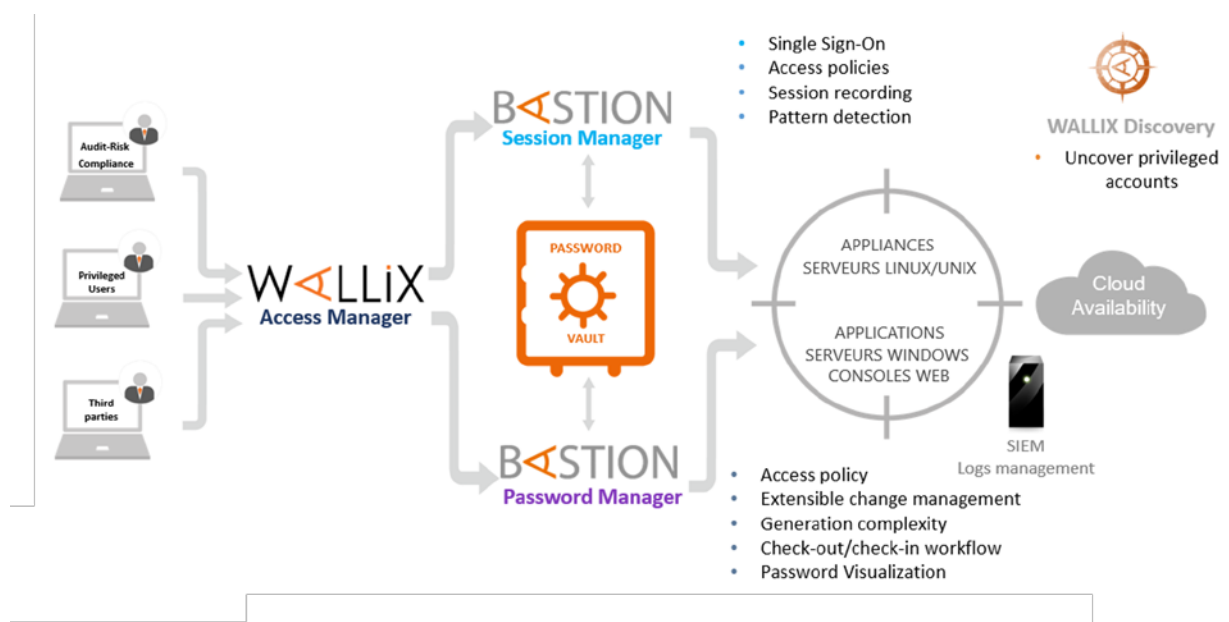 Audit-Risk
Compliance
Privileged
Users
Third
parties
WALLiX
Access Manager
BASTION
Session Manager
PASSWORD
VAULT
BASTION
Password Manager
• Single Sign-On
• Access policies
• Session recording
• Pattern detection
WALLIX Discovery
• Uncover privileged
accounts
APPLIANCES
SERVEURS LINUX/UNIX
APPLICATIONS
SERVEURS WINDOWS
CONSOLES WEB
Cloud
Availability
SIEM
Logs management
• Access policy
• Extensible change management
• Generation complexity
• Check-out/check-in workflow
• Password Visualization